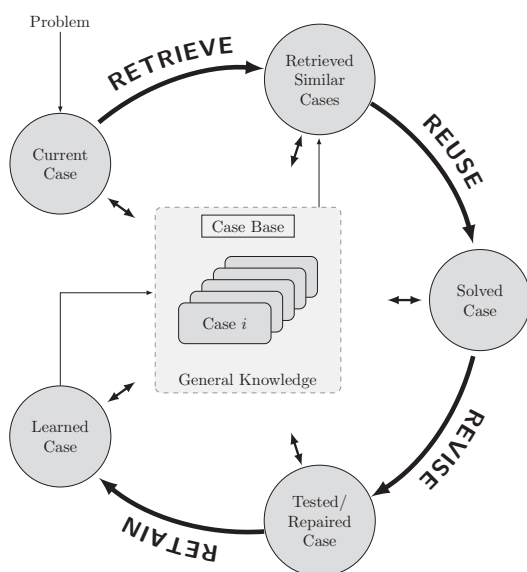 Problem
RETRIEVE
Retrieved
Similar
Cases
REUSE
Current
Case
Case Base
Case i
General Knowledge
Solved
Case
REVISE
Learned
Case
Tested/
Repaired
Case
RETAIN